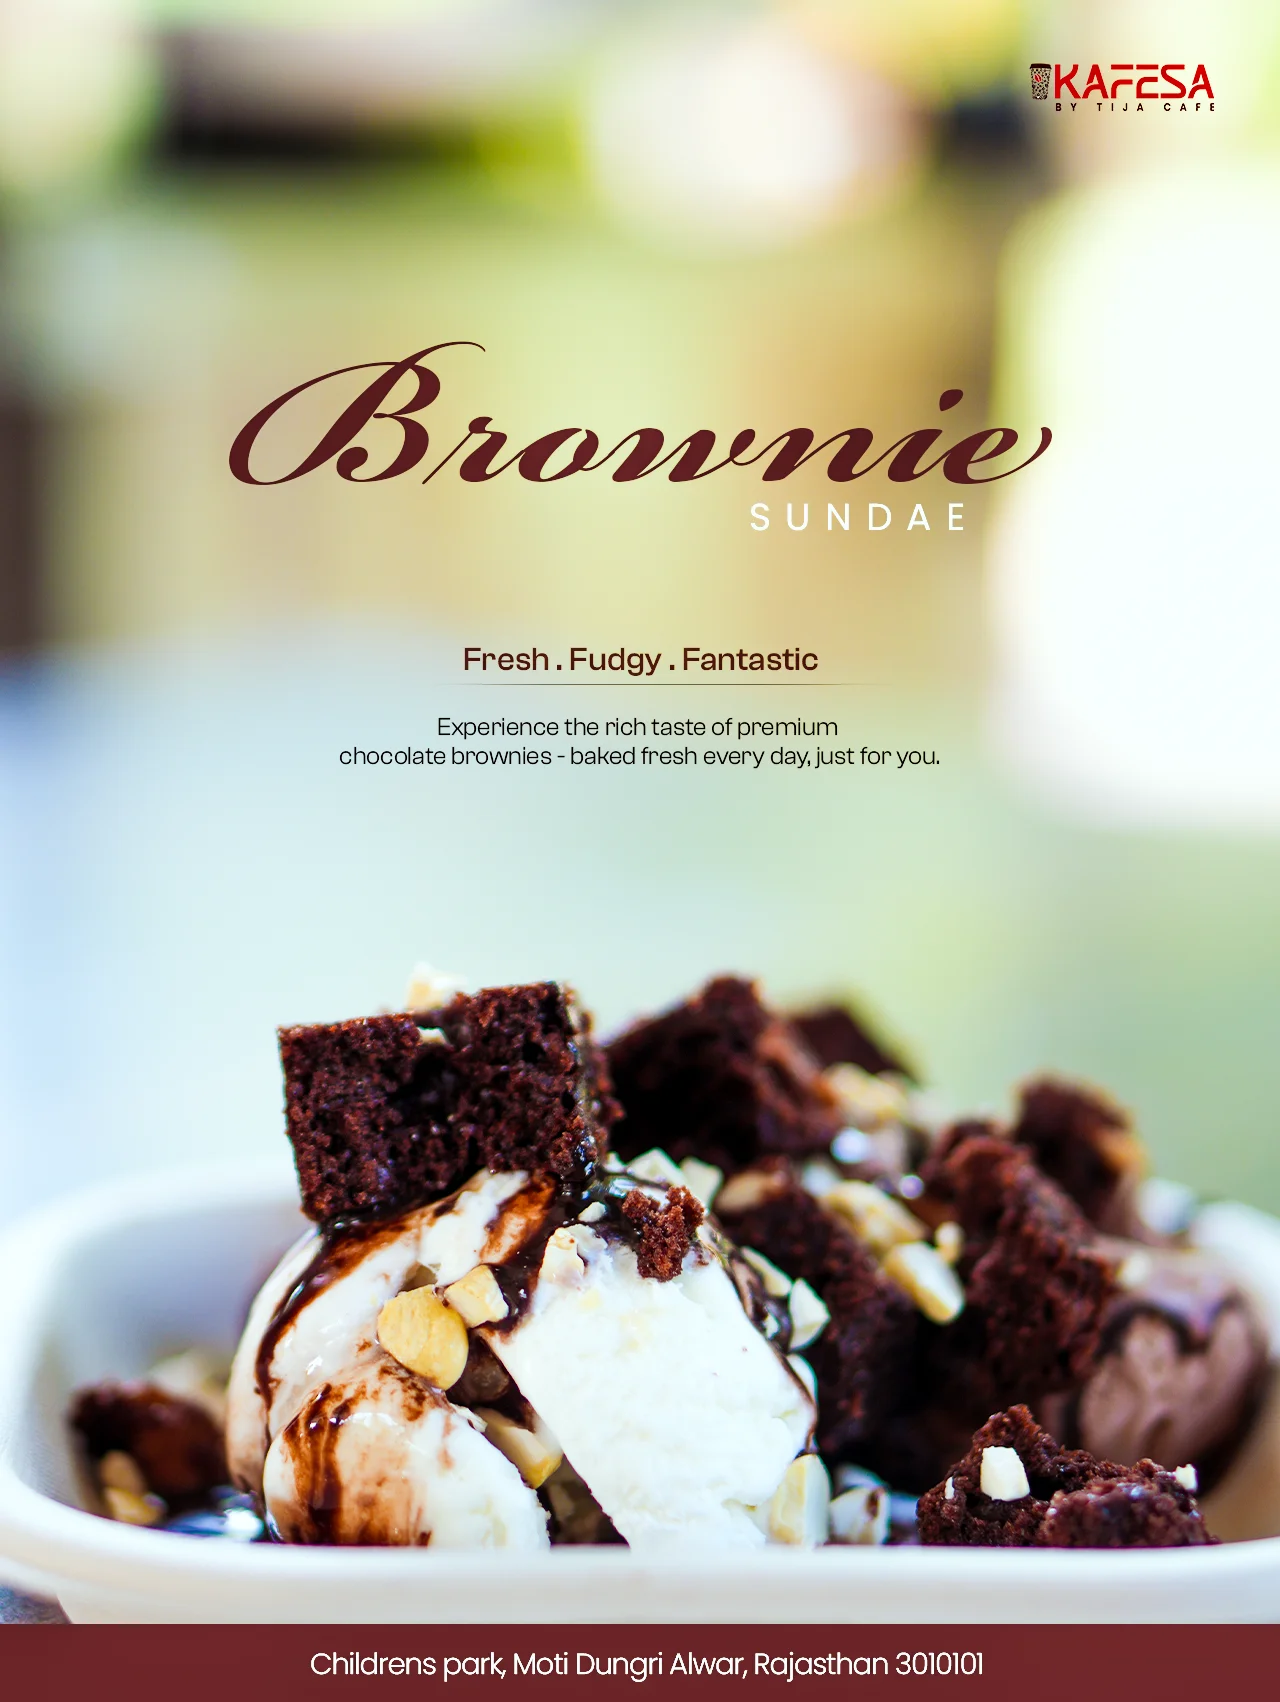 KAFESA
BY TIJA CAFE
Brownie
SUNDAE
Fresh . Fudgy . Fantastic
Experience the rich taste of premium
chocolate brownies - baked fresh every day, just for you.
Childrens park, Moti Dungri Alwar, Rajasthan 3010101